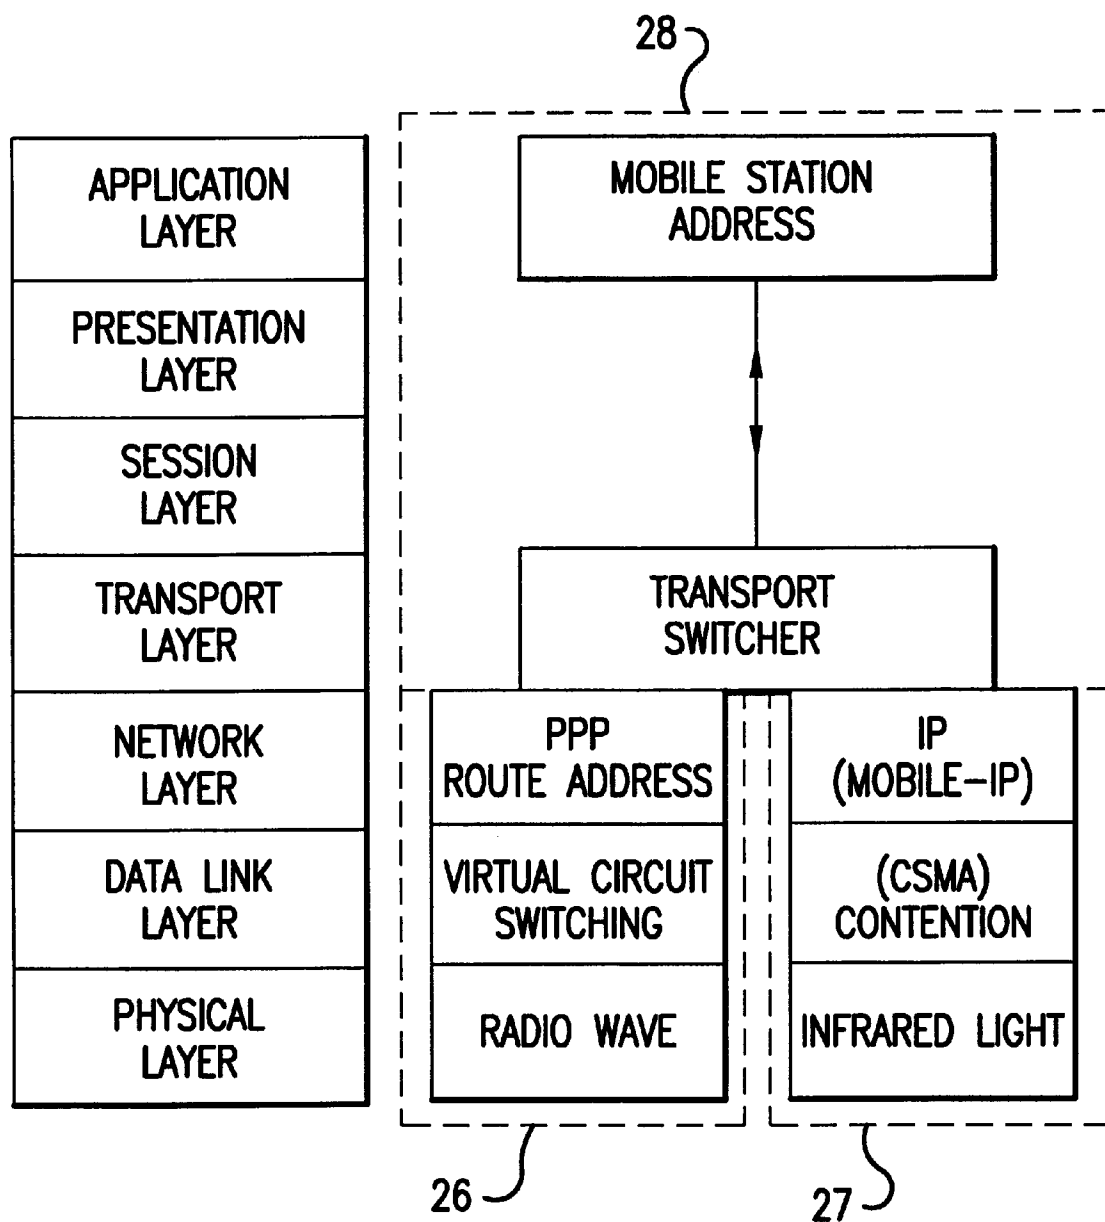 28
APPLICATION
LAYER
PRESENTATION
LAYER
SESSION
LAYER
TRANSPORT
LAYER
NETWORK
LAYER
DATA LINK
LAYER
PHYSICAL
LAYER
MOBILE STATION
ADDRESS
TRANSPORT
SWITCHER
PPP
ROUTE ADDRESS
VIRTUAL CIRCUIT
SWITCHING
RADIO WAVE
IP
(MOBILE-IP)
(CSMA)
CONTENTION
INFRARED LIGHT
26
27